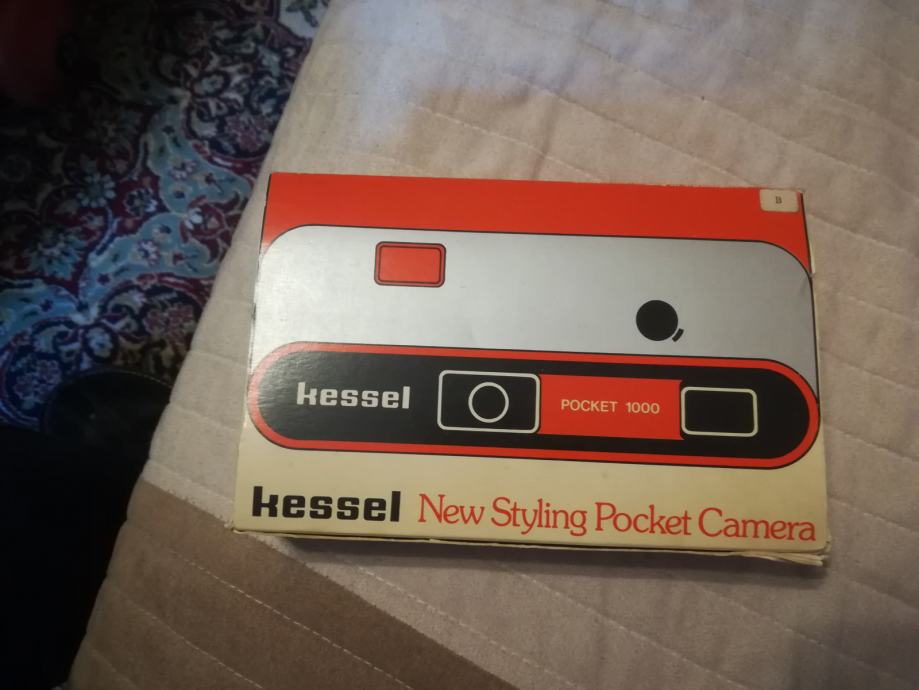 B
kessel
POCKET 1000
kessel New Styling Pocket Camera